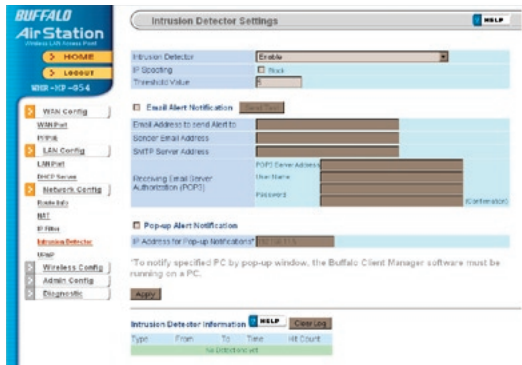 BUFFALO
AirStation
Wireless LAN Access Point
HOME
LOGOUT
WHR-HP-G54
WAN Config
WAN Port
PPPoE
LAN Config
LAN Port
DHCP Server
Network Config
Route Info
NAT
IP Filter
Intrusion Detector
UPnP
Wireless Config
Admin Config
Diagnostic
Intrusion Detector Settings
HELP
Intrusion Detector Enable
IP Spoofing Block
Threshold Value 5
Email Alert Notification Send Test
Email Address to send Alert to
Sender Email Address
SMTP Server Address
Receiving Email Server Authorization (POP3)
POP3 Server Address
User Name
Password
(Confirmation)
Pop-up Alert Notification
IP Address for Pop-up Notifications*
*To notify specified PC by pop-up window, the Buffalo Client Manager software must be
running on a PC.
Apply
Intrusion Detector Information HELP Clear Log
Type From To Time Hit Count
No Detections yet